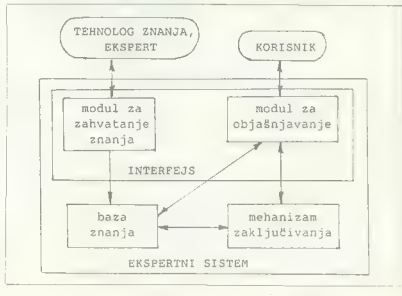 TEHNOLOG ZNANJA,
EKSPERT
KORISNIK
modul za
zahvatanje
znanja
modul za
objašnjavanje
INTERFEJS
baza
znanja
mehanizam
zaključivanja
EKSPERTNI SISTEM